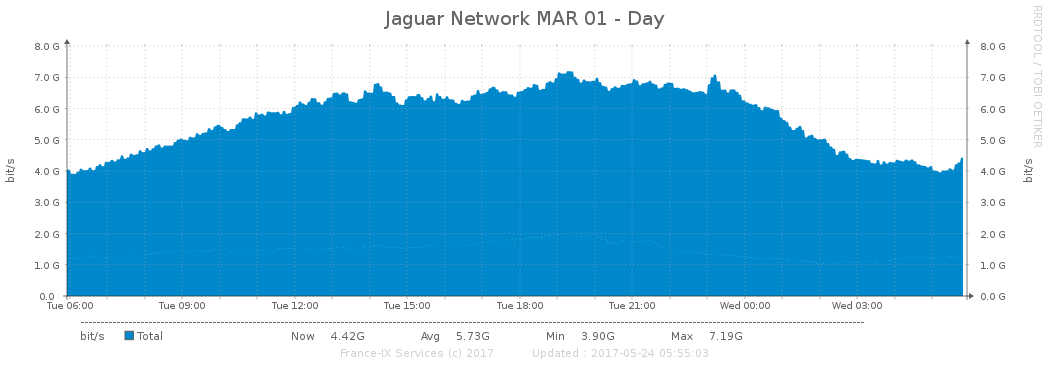 Jaguar Network MAR 01 - Day
RRDTOOL / TOBI OETIKER
8.0 G 8.0 G
7.0 G 7.0 G
6.0 G 6.0 G
5.0 G 5.0 G
4.0 G 4.0 G
3.0 G 3.0 G
2.0 G 2.0 G
1.0 G 1.0 G
0.0 0.0 G
bit/s bit/s
Tue 06:00 Tue 09:00 Tue 12:00 Tue 15:00 Tue 18:00 Tue 21:00 Wed 00:00 Wed 03:00
bit/s Total Now 4.42G Avg 5.73G Min 3.90G Max 7.19G
France-IX Services (c) 2017 Updated : 2017-05-24 05:55:03